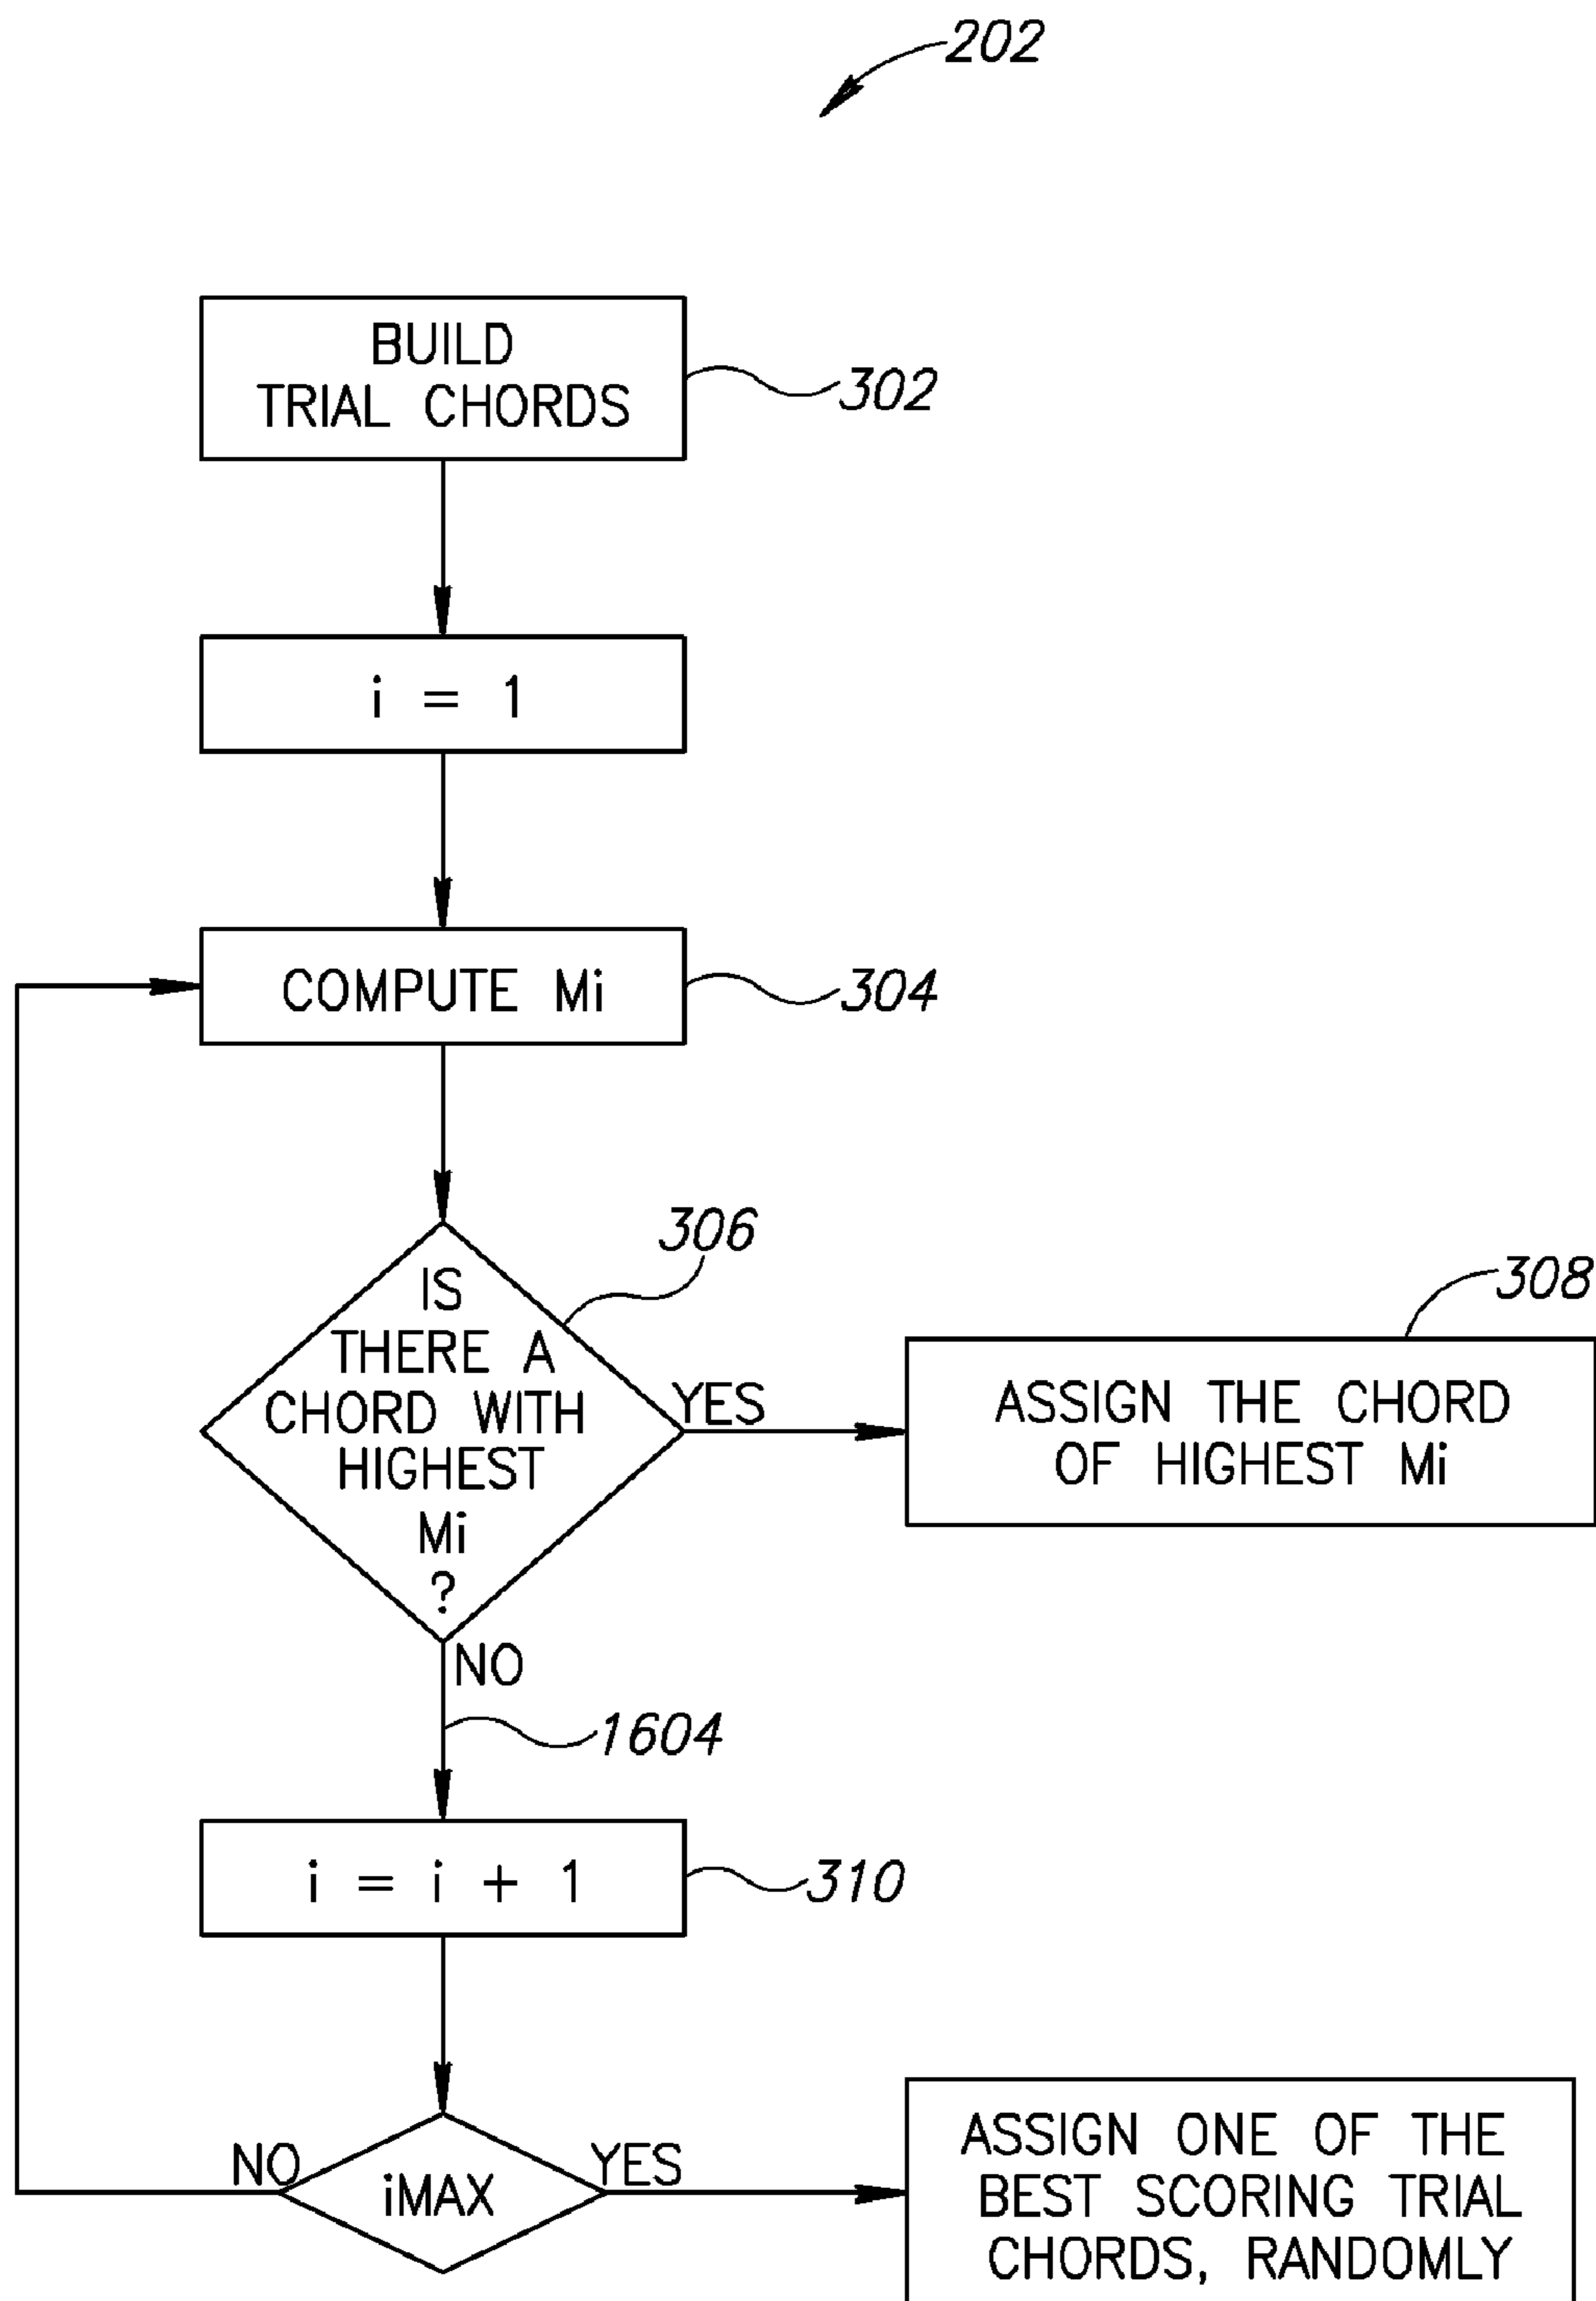 202
BUILD
TRIAL CHORDS
302
i = 1
COMPUTE Mi
304
306
IS
THERE A
CHORD WITH
HIGHEST
Mi
?
YES
308
ASSIGN THE CHORD
OF HIGHEST Mi
NO
1604
i = i + 1
310
NO
iMAX
YES
ASSIGN ONE OF THE
BEST SCORING TRIAL
CHORDS, RANDOMLY